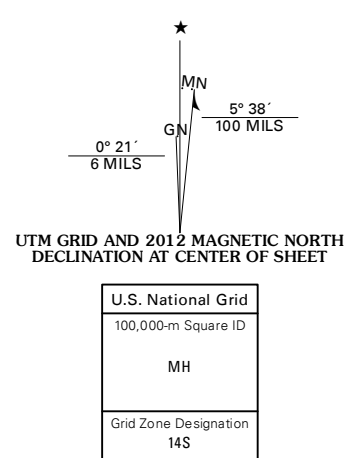 MN
GN
5° 38´
100 MILS
0° 21´
6 MILS
UTM GRID AND 2012 MAGNETIC NORTH
DECLINATION AT CENTER OF SHEET
U.S. National Grid
100,000-m Square ID
MH
Grid Zone Designation
14S